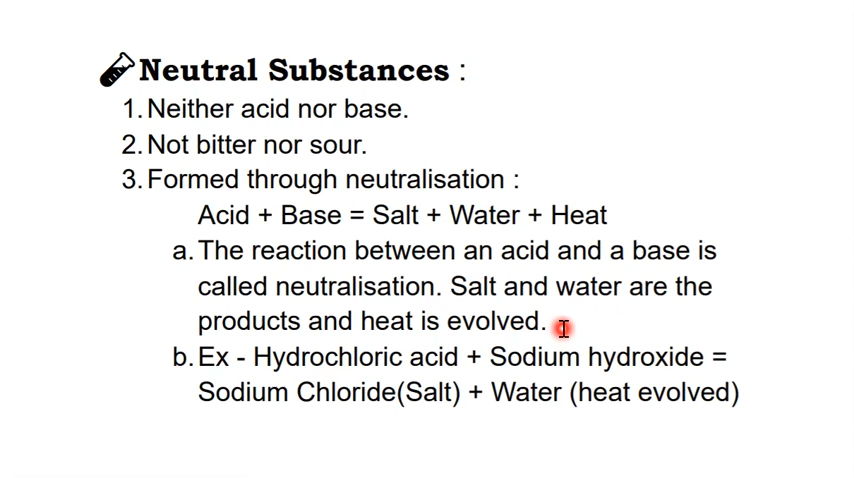 Neutral Substances :
1. Neither acid nor base.
2. Not bitter nor sour.
3. Formed through neutralisation :
Acid + Base = Salt + Water + Heat
a. The reaction between an acid and a base is
called neutralisation. Salt and water are the
products and heat is evolved.
b. Ex - Hydrochloric acid + Sodium hydroxide =
Sodium Chloride(Salt) + Water (heat evolved)